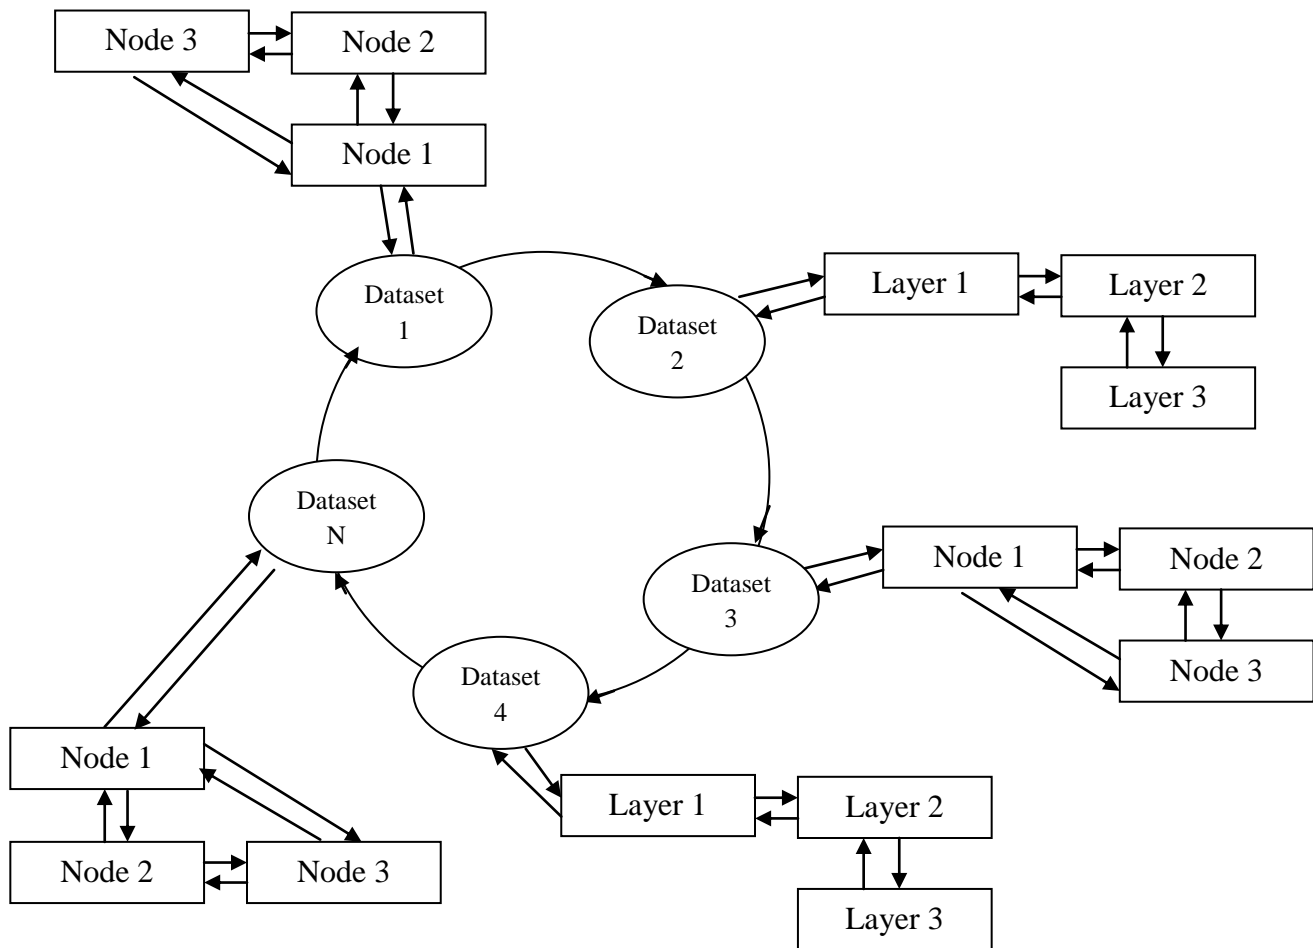 Node 3
Node 2
Node 1
Dataset
1
Dataset
2
Layer 1
Layer 2
Layer 3
Dataset
N
Dataset
3
Node 1
Node 2
Node 3
Dataset
4
Node 1
Node 2
Node 3
Layer 1
Layer 2
Layer 3